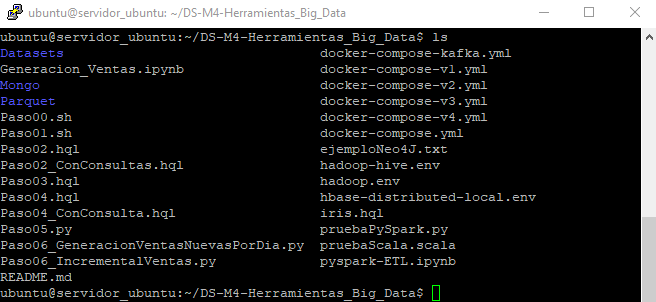 ubuntu@servidor_ubuntu: ~/DS-M4-Herramientas_Big_Data
ubuntu@servidor_ubuntu:~/DS-M4-Herramientas_Big_Data$ ls
Datasets docker-compose-kafka.yml
Generacion_Ventas.ipynb docker-compose-v1.yml
Mongo docker-compose-v2.yml
Parquet docker-compose-v3.yml
Paso00.sh docker-compose-v4.yml
Paso01.sh docker-compose.yml
Paso02.hql ejemploNeo4J.txt
Paso02_ConConsultas.hql hadoop-hive.env
Paso03.hql hadoop.env
Paso04.hql hbase-distributed-local.env
Paso04_ConConsulta.hql iris.hql
Paso05.py pruebaPySpark.py
Paso06_GeneracionVentasNuevasPorDia.py pruebaScala.scala
Paso06_IncrementalVentas.py pyspark-ETL.ipynb
README.md
ubuntu@servidor_ubuntu:~/DS-M4-Herramientas_Big_Data$